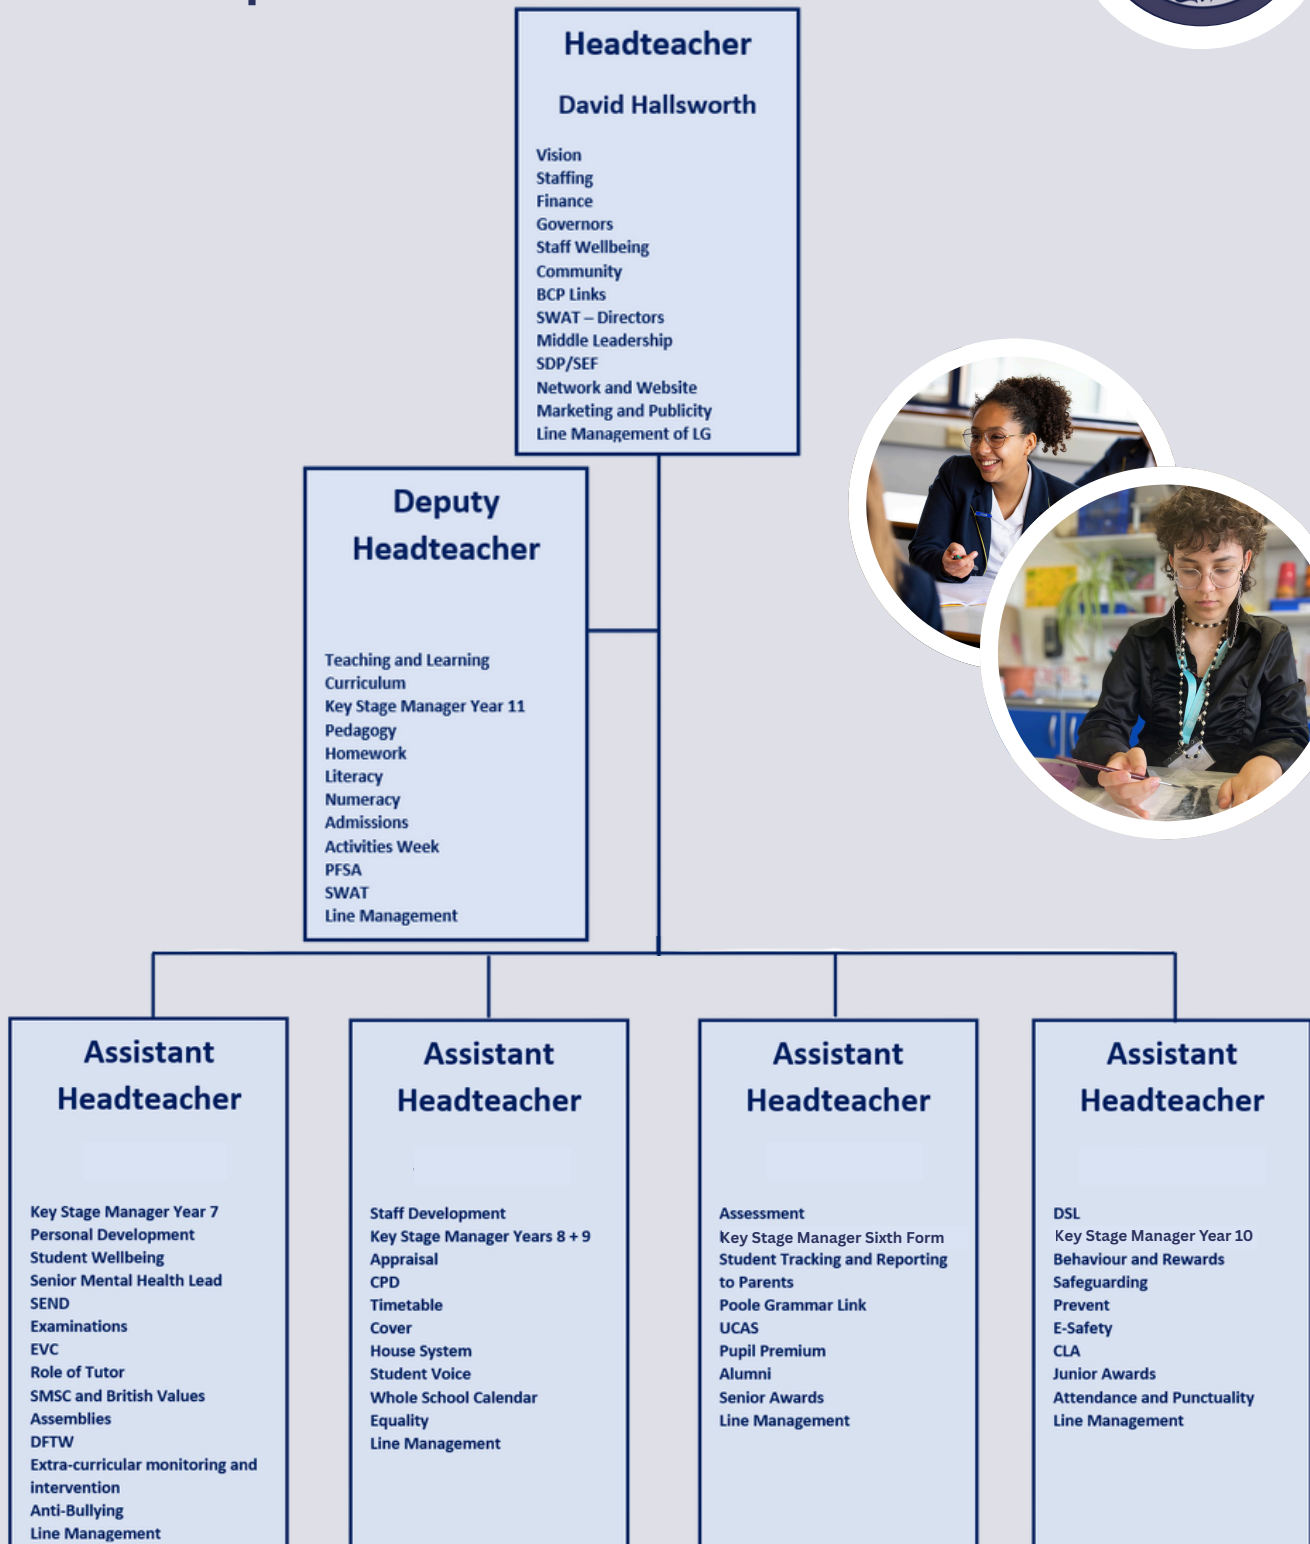 Headteacher
David Hallsworth
Vision
Staffing
Finance
Governors
Staff Wellbeing
Community
BCP Links
SWAT – Directors
Middle Leadership
SDP/SEF
Network and Website
Marketing and Publicity
Line Management of LG
Deputy
Headteacher
Teaching and Learning
Curriculum
Key Stage Manager Year 11
Pedagogy
Homework
Literacy
Numeracy
Admissions
Activities Week
PFSA
SWAT
Line Management
Assistant
Headteacher
Key Stage Manager Year 7
Personal Development
Student Wellbeing
Senior Mental Health Lead
SEND
Examinations
EVC
Role of Tutor
SMSC and British Values
Assemblies
DFTW
Extra-curricular monitoring and
intervention
Anti-Bullying
Line Management
Assistant
Headteacher
Staff Development
Key Stage Manager Years 8 + 9
Appraisal
CPD
Timetable
Cover
House System
Student Voice
Whole School Calendar
Equality
Line Management
Assistant
Headteacher
Assessment
Key Stage Manager Sixth Form
Student Tracking and Reporting
to Parents
Poole Grammar Link
UCAS
Pupil Premium
Alumni
Senior Awards
Line Management
Assistant
Headteacher
DSL
Key Stage Manager Year 10
Behaviour and Rewards
Safeguarding
Prevent
E-Safety
CLA
Junior Awards
Attendance and Punctuality
Line Management